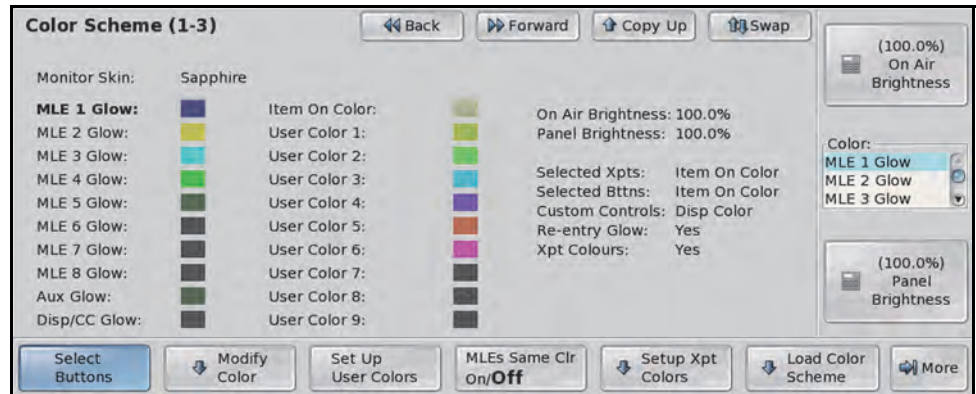 Color Scheme (1-3)
Back
Forward
Copy Up
Swap
Monitor Skin: Sapphire
MLE 1 Glow:
MLE 2 Glow:
MLE 3 Glow:
MLE 4 Glow:
MLE 5 Glow:
MLE 6 Glow:
MLE 7 Glow:
MLE 8 Glow:
Aux Glow:
Disp/CC Glow:
Item On Color:
User Color 1:
User Color 2:
User Color 3:
User Color 4:
User Color 5:
User Color 6:
User Color 7:
User Color 8:
User Color 9:
On Air Brightness: 100.0%
Panel Brightness: 100.0%
Selected Xpts: Item On Color
Selected Bttns: Item On Color
Custom Controls: Disp Color
Re-entry Glow: Yes
Xpt Colours: Yes
(100.0%)
On Air
Brightness
Color:
MLE 1 Glow
MLE 2 Glow
MLE 3 Glow
(100.0%)
Panel
Brightness
Select
Buttons
Modify
Color
Set Up
User Colors
MLEs Same Clr
On/Off
Setup Xpt
Colors
Load Color
Scheme
More